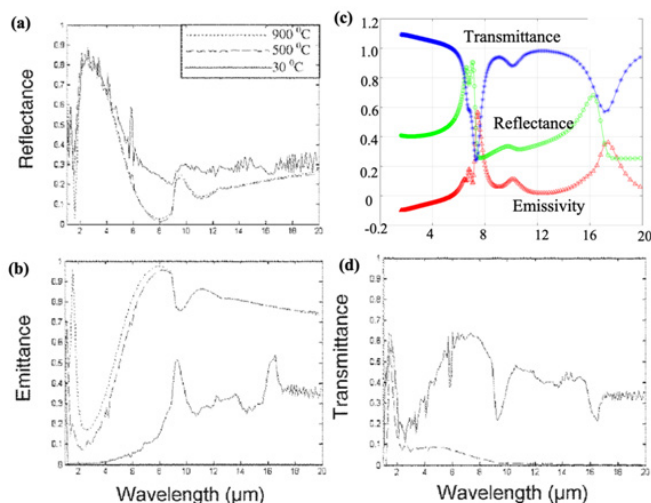 (a)
1
0.9
0.8
0.7
0.6
0.5
0.4
0.3
0.2
0.1
0
Reflectance
900 ⁰C
500 ⁰C
30 ⁰C
2 4 6 8 10 12 14 16 18 20
(c)
1.2
1.0
0.8
0.6
0.4
0.2
0
-0.2
Transmittance
Reflectance
Emissivity
4 8 12 16 20
(b)
1
0.9
0.8
0.7
0.6
0.5
0.4
0.3
0.2
0.1
0
Emittance
2 4 6 8 10 12 14 16 18 20
Wavelength (μm)
(d)
1
0.9
0.8
0.7
0.6
0.5
0.4
0.3
0.2
0.1
0
Transmittance
2 4 6 8 10 12 14 16 18 20
Wavelength (μm)